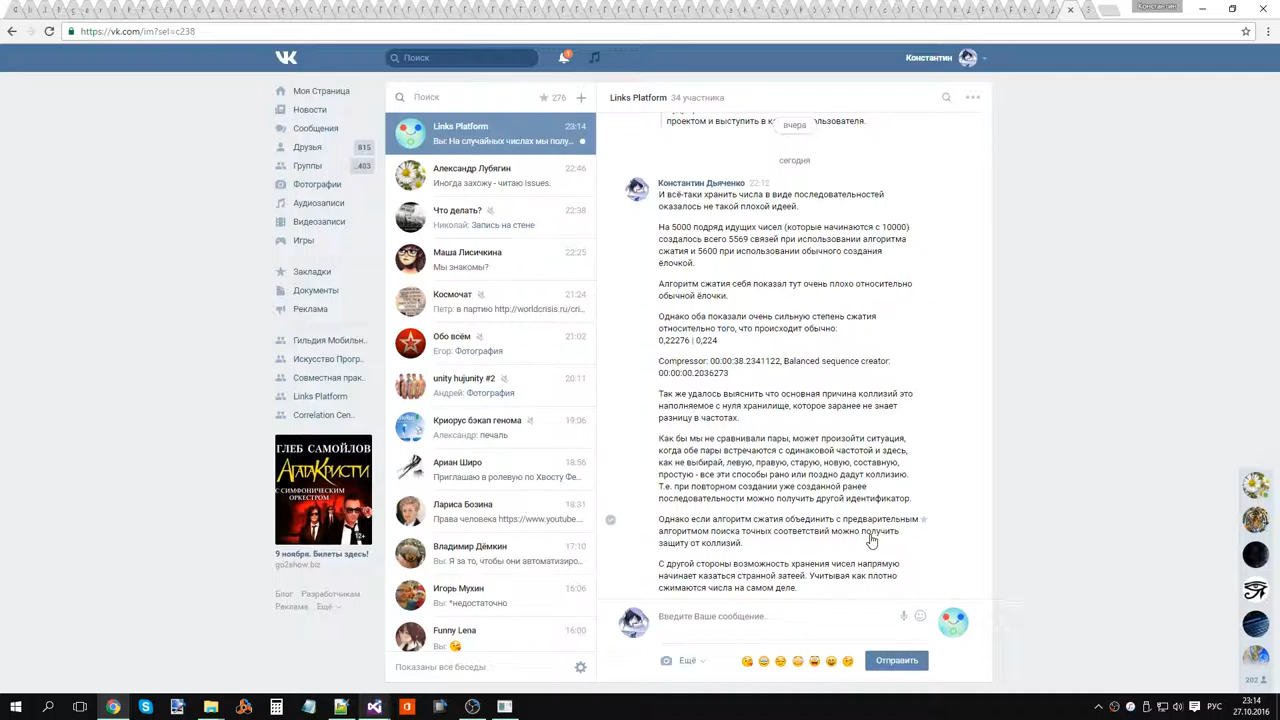 Константин
https://vk.com/im?sel=c238
Поиск
1
Константин
Моя Страница
Новости
Сообщения
Друзья 815
Группы ..403
Фотографии
Аудиозаписи
Видеозаписи
Игры
Закладки
Документы
Реклама
Гильдия Мобильн..
Искусство Прогр..
Совместная прак..
Links Platform
Correlation Cen..
ГЛЕБ САМОЙЛОВ
АГАТА КРИСТИ
С СИМФОНИЧЕСКИМ
ОРКЕСТРОМ
12+
9 ноября. Билеты здесь!
go2show.biz
Блог Разработчикам
Реклама Ещё
Поиск
276
Links Platform 23:14
Вы: На случайных числах мы полу...
Александр Лубягин 22:46
Иногда захожу - читаю Issues.
Что делать? 22:38
Николай: Запись на стене
Маша Лисичкина 22:25
Мы знакомы?
Космочат 21:24
Петр: в партию http://worldcrisis.ru/cri...
Обо всём 21:02
Егор: Фотография
unity hujunity #2 20:11
Андрей: Фотография
Криорус бэкап генома 19:06
Александр: печаль
Ариан Широ 18:56
Приглашаю в ролевую по Хвосту Фе...
Лариса Бозина 18:31
Права человека https://www.youtube....
Владимир Дёмкин 17:10
Вы: Я за то, чтобы они автоматизиро...
Игорь Мухин 16:06
Вы: *недостаточно
Funny Lena 16:00
Вы:
Показаны все беседы
Links Platform 34 участника
проектом и выступить в ка
льзователя.
вчера
сегодня
Константин Дьяченко 22:12
И всё-таки хранить числа в виде последовательностей
оказалось не такой плохой идеей.
На 5000 подряд идущих чисел (которые начинаются с 10000)
создалось всего 5569 связей при использовании алгоритма
сжатия и 5600 при использовании обычного создания
ёлочкой.
Алгоритм сжатия себя показал тут очень плохо относительно
обычной ёлочки.
Однако оба показали очень сильную степень сжатия
относительно того, что происходит обычно:
0,22276 | 0,224
Compressor: 00:00:38.2341122, Balanced sequence creator:
00:00:00.2036273
Так же удалось выяснить что основная причина коллизий это
наполняемое с нуля хранилище, которое заранее не знает
разницу в частотах.
Как бы мы не сравнивали пары, может произойти ситуация,
когда обе пары встречаются с одинаковой частотой и здесь,
как не выбирай, левую, правую, старую, новую, составную,
простую - все эти способы рано или поздно дадут коллизию.
Т.е. при повторном создании уже созданной ранее
последовательности можно получить другой идентификатор.
Однако если алгоритм сжатия объединить с предварительным
алгоритмом поиска точных соответствий можно получить
защиту от коллизий.
С другой стороны возможность хранения чисел напрямую
начинает казаться странной затеей. Учитывая как плотно
сжимаются числа на самом деле.
Введите Ваше сообщение..
Ещё
Отправить
202
РУС
23:14
27.10.2016